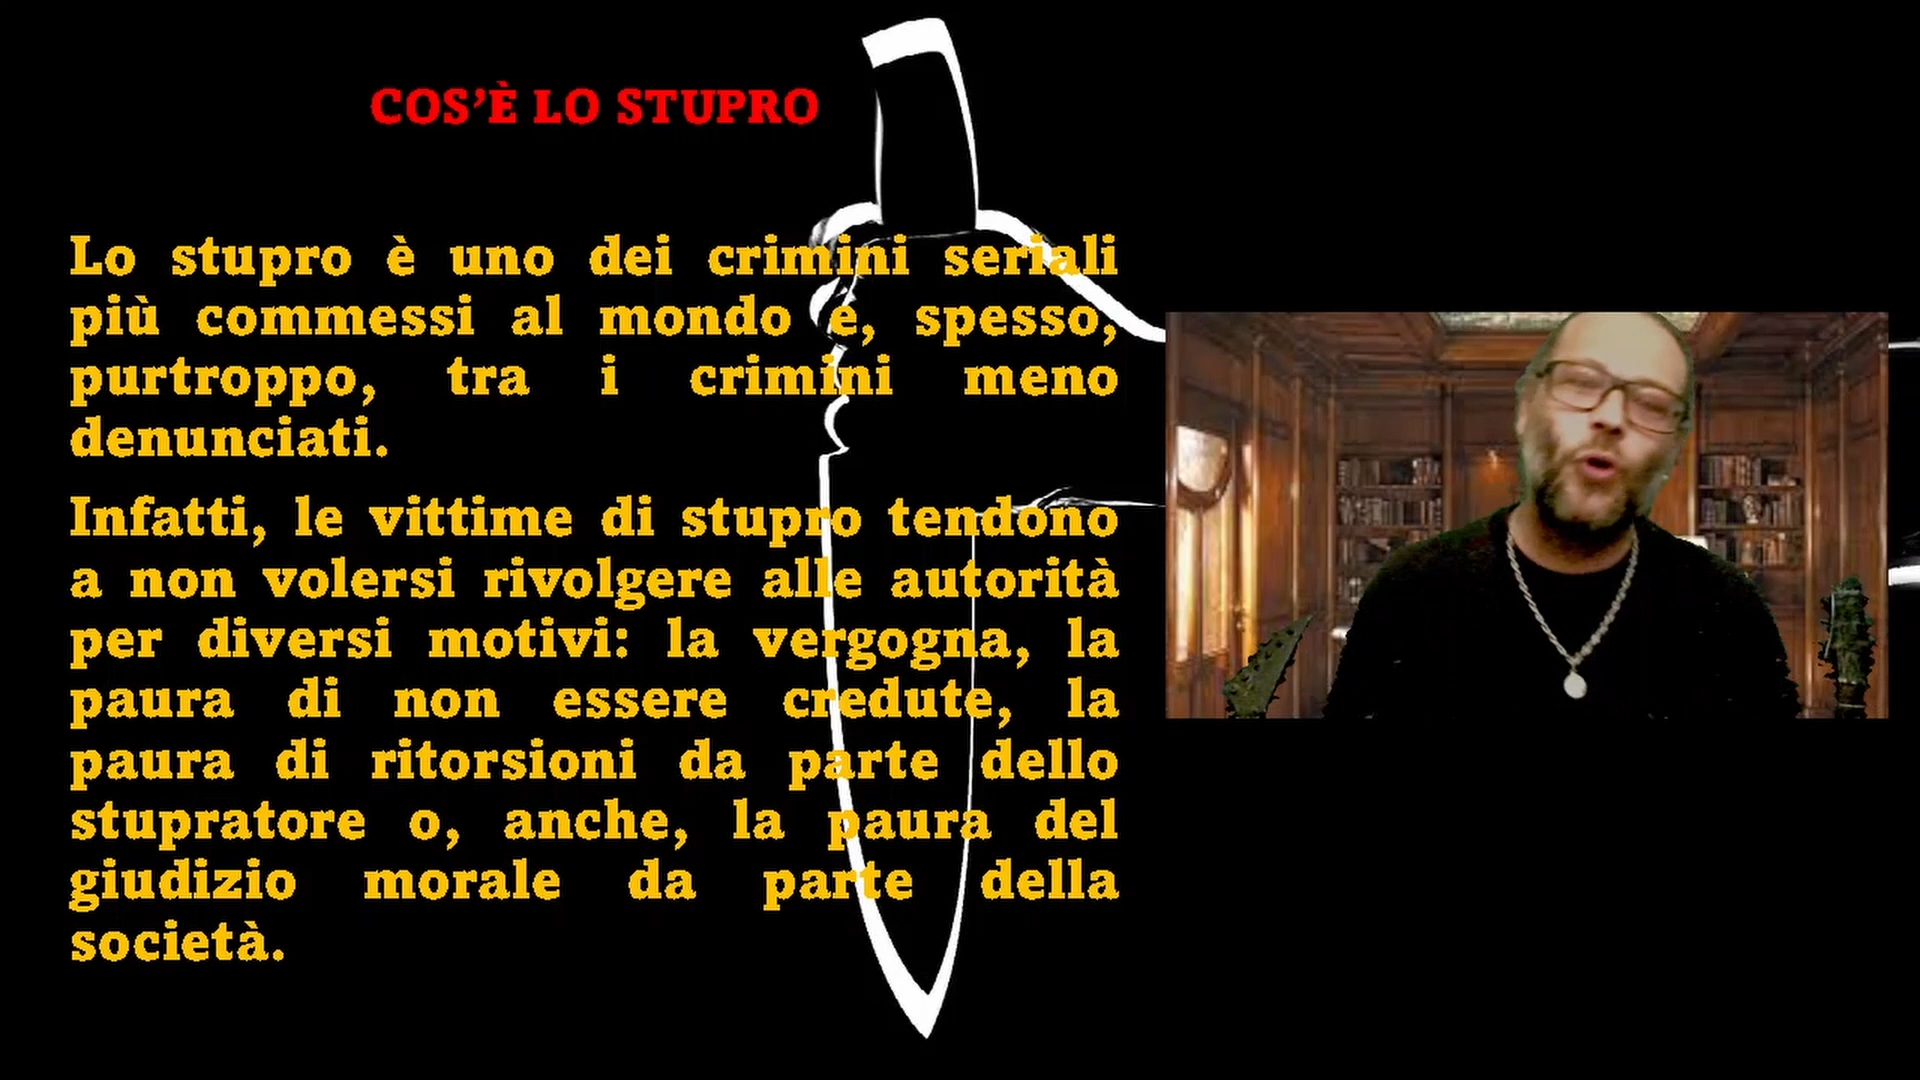 COS'È LO STUPRO
Lo stupro è uno dei crimini seriali
più commessi al mondo e, spesso,
purtroppo, tra i crimini meno
denunciati.
Infatti, le vittime di stupro tendono
a non volersi rivolgere alle autorità
per diversi motivi: la vergogna, la
paura di non essere credute, la
paura di ritorsioni da parte dello
stupratore o, anche, la paura del
giudizio morale da parte della
società.